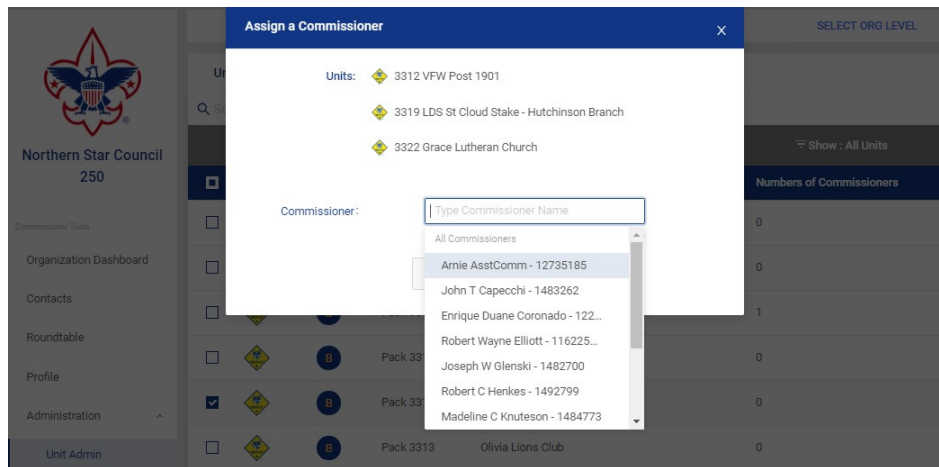 Assign a Commissioner
X
SELECT ORG LEVEL
Units:
3312 VFW Post 1901
3319 LDS St Cloud Stake - Hutchinson Branch
3322 Grace Lutheran Church
Northern Star Council
250
Show : All Units
Numbers of Commissioners
Commissioner:
Type Commissioner Name
All Commissioners
Arnie AsstComm - 12735185
John T Capecchi - 1483262
Enrique Duane Coronado - 122...
Robert Wayne Elliott - 116225...
Joseph W Glenski - 1482700
Robert C Henkes - 1492799
Madeline C Knuteson - 1484773
Commissioner Tools
Organization Dashboard
Contacts
Roundtable
Profile
Administration
Unit Admin
0
0
1
B Pack 331 0
B Pack 33 0
B Pack 3313 Olivia Lions Club 0